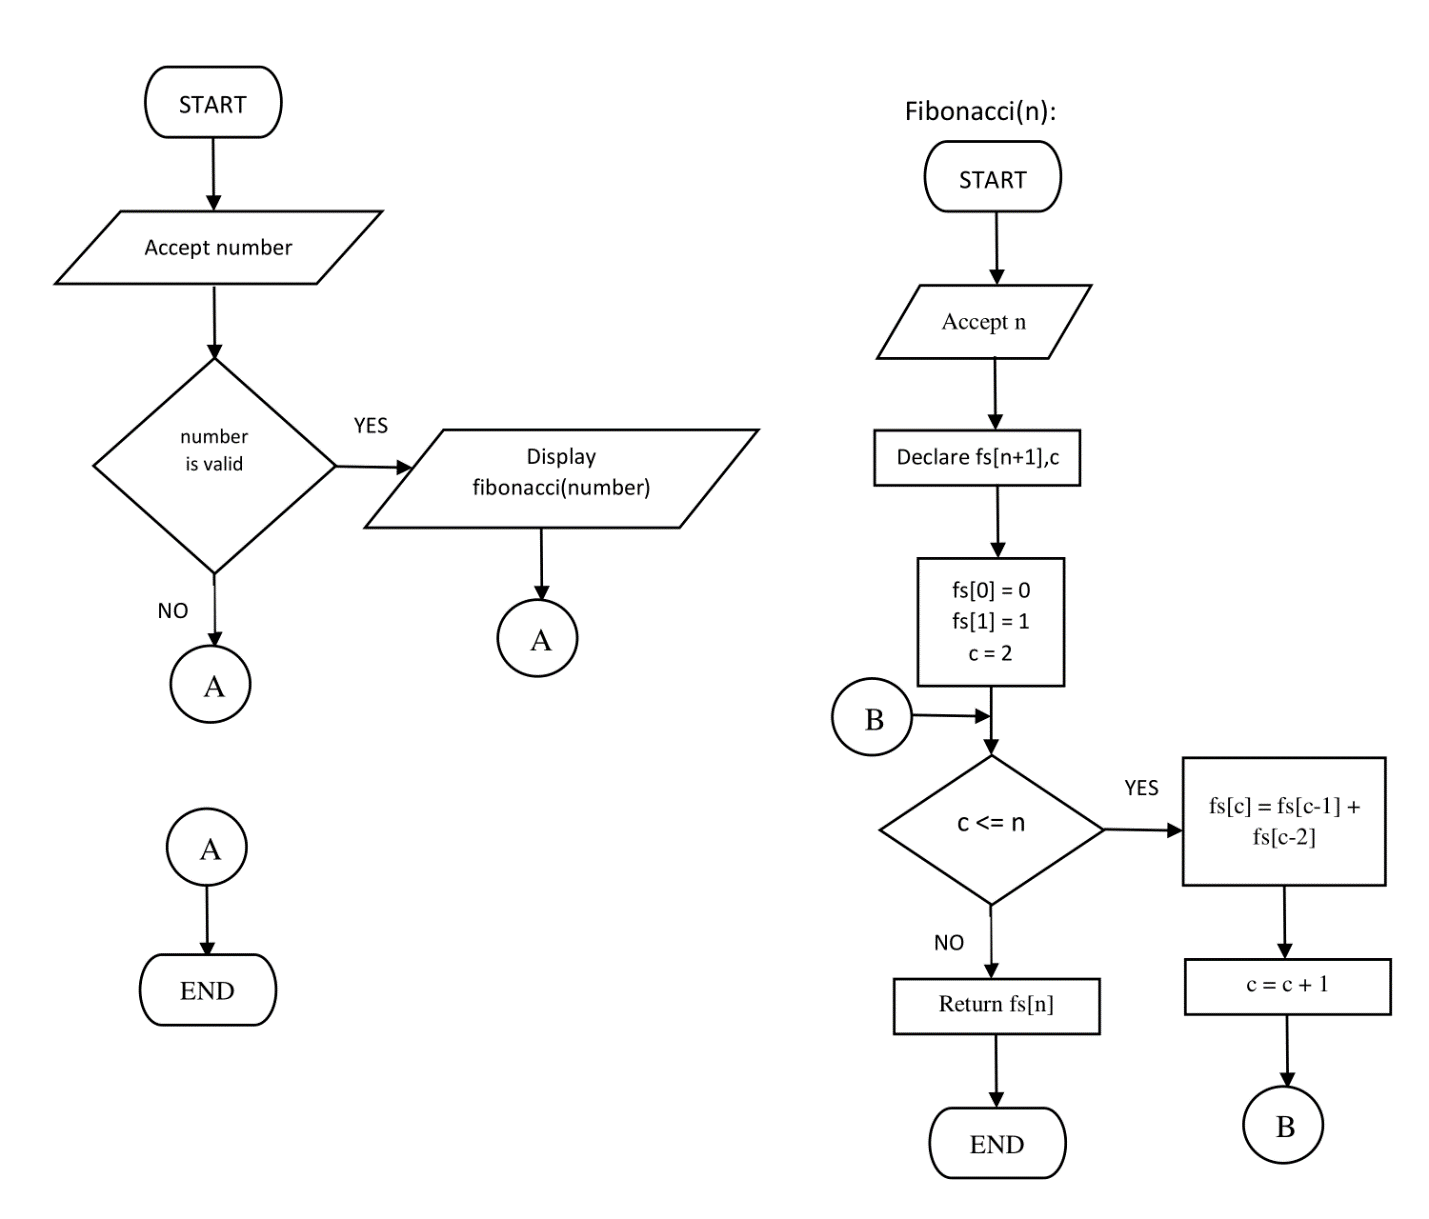 START
Accept number
number
is valid
YES
Display
fibonacci(number)
A
NO
A
A
END
Fibonacci(n):
START
Accept n
Declare fs[n+1],c
fs[0] = 0
fs[1] = 1
c = 2
B
c <= n
YES
fs[c] = fs[c-1] +
fs[c-2]
c = c + 1
B
NO
Return fs[n]
END